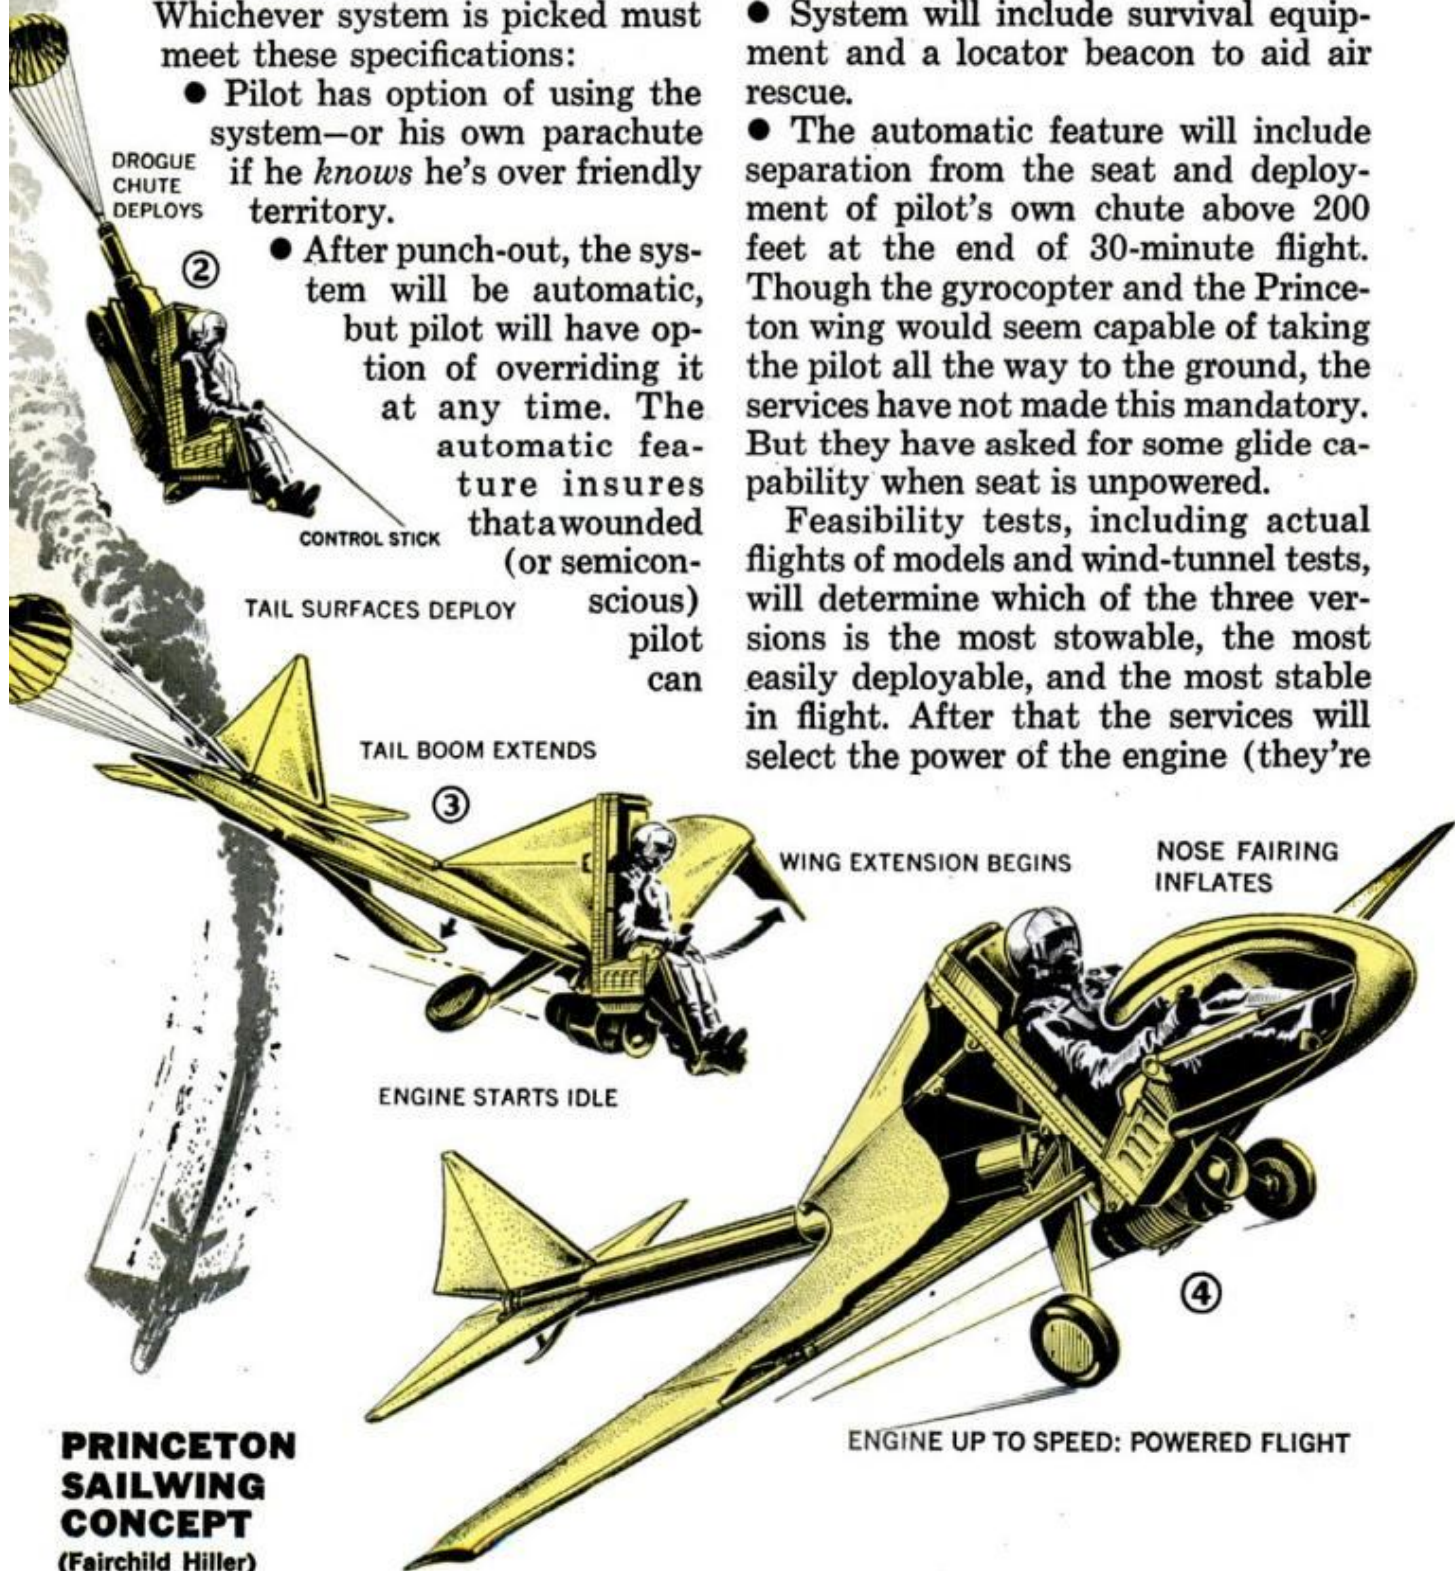 Whichever system is picked must
meet these specifications:
● Pilot has option of using the
system—or his own parachute
if he knows he's over friendly
territory.
● After punch-out, the sys-
tem will be automatic,
but pilot will have op-
tion of overriding it
at any time. The
automatic fea-
ture insures
thatawounded
(or semicon-
scious)
pilot
can
● System will include survival equip-
ment and a locator beacon to aid air
rescue.
● The automatic feature will include
separation from the seat and deploy-
ment of pilot's own chute above 200
feet at the end of 30-minute flight.
Though the gyrocopter and the Prince-
ton wing would seem capable of taking
the pilot all the way to the ground, the
services have not made this mandatory.
But they have asked for some glide ca-
pability when seat is unpowered.
Feasibility tests, including actual
flights of models and wind-tunnel tests,
will determine which of the three ver-
sions is the most stowable, the most
easily deployable, and the most stable
in flight. After that the services will
select the power of the engine (they're
DROGUE
CHUTE
DEPLOYS
②
CONTROL STICK
TAIL SURFACES DEPLOY
TAIL BOOM EXTENDS
③
WING EXTENSION BEGINS
NOSE FAIRING
INFLATES
ENGINE STARTS IDLE
④
ENGINE UP TO SPEED: POWERED FLIGHT
PRINCETON
SAILWING
CONCEPT
(Fairchild Hiller)